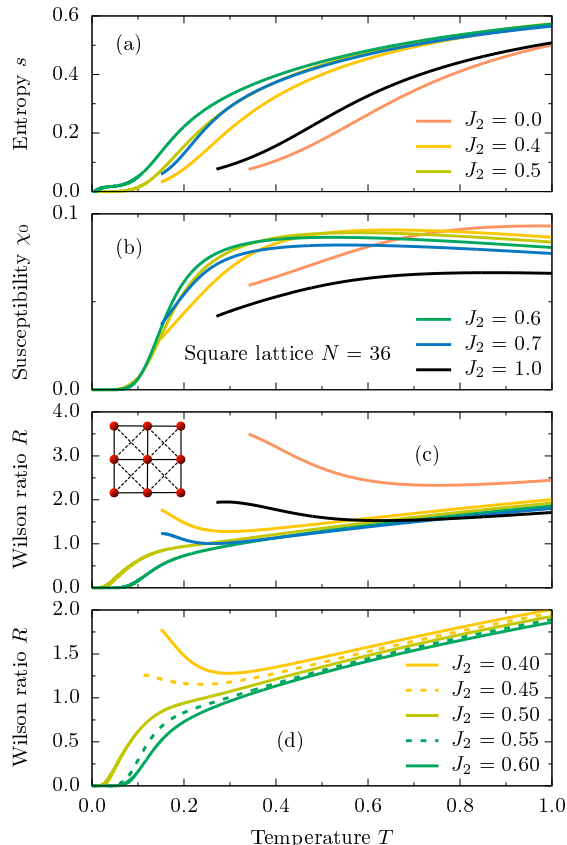 0.6
0.4
0.2
0.0
Entropy s
(a)
J2 = 0.0
J2 = 0.4
J2 = 0.5
0.1
0.0
Susceptibility χ0
(b)
Square lattice N = 36
J2 = 0.6
J2 = 0.7
J2 = 1.0
4.0
3.0
2.0
1.0
0.0
Wilson ratio R
(c)
2.0
1.5
1.0
0.5
0.0
Wilson ratio R
(d)
J2 = 0.40
J2 = 0.45
J2 = 0.50
J2 = 0.55
J2 = 0.60
0.0 0.2 0.4 0.6 0.8 1.0
Temperature T